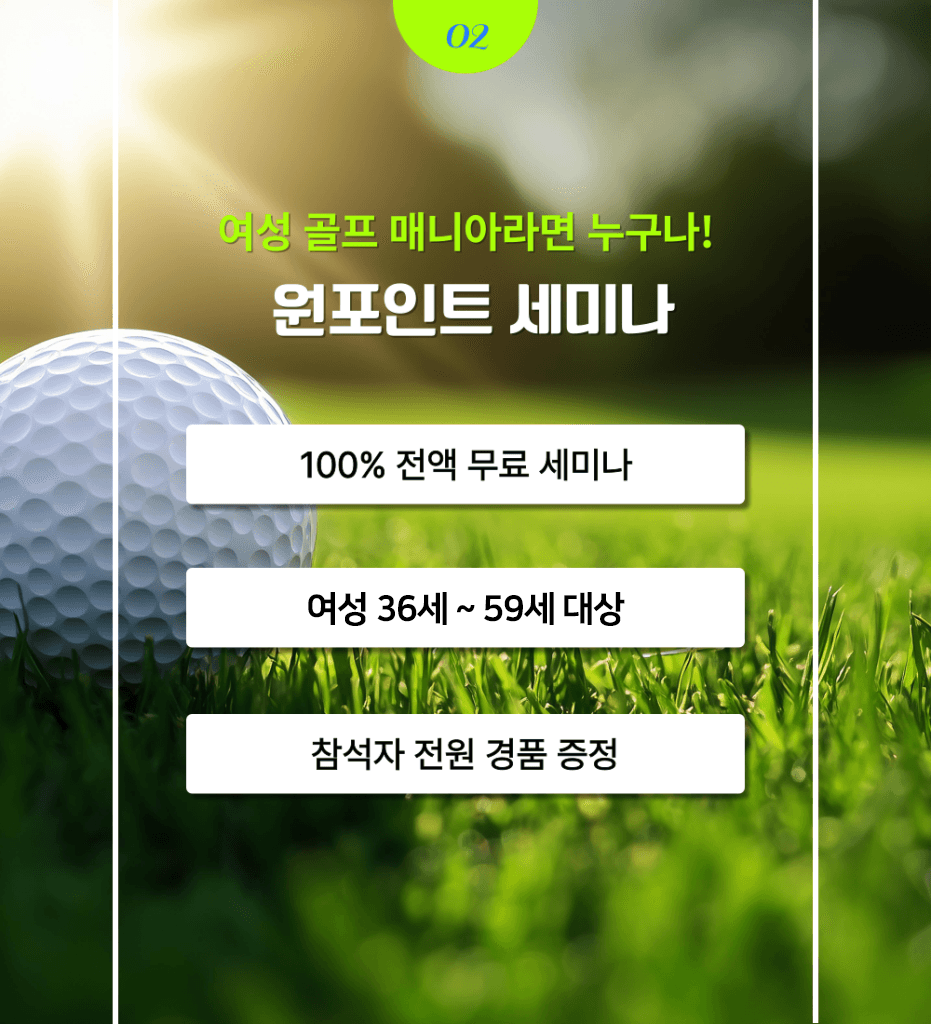 02
여성 골프 매니아라면 누구나!
원포인트 세미나
100% 전액 무료 세미나
여성 36세 ~ 59세 대상
참석자 전원 경품 증정